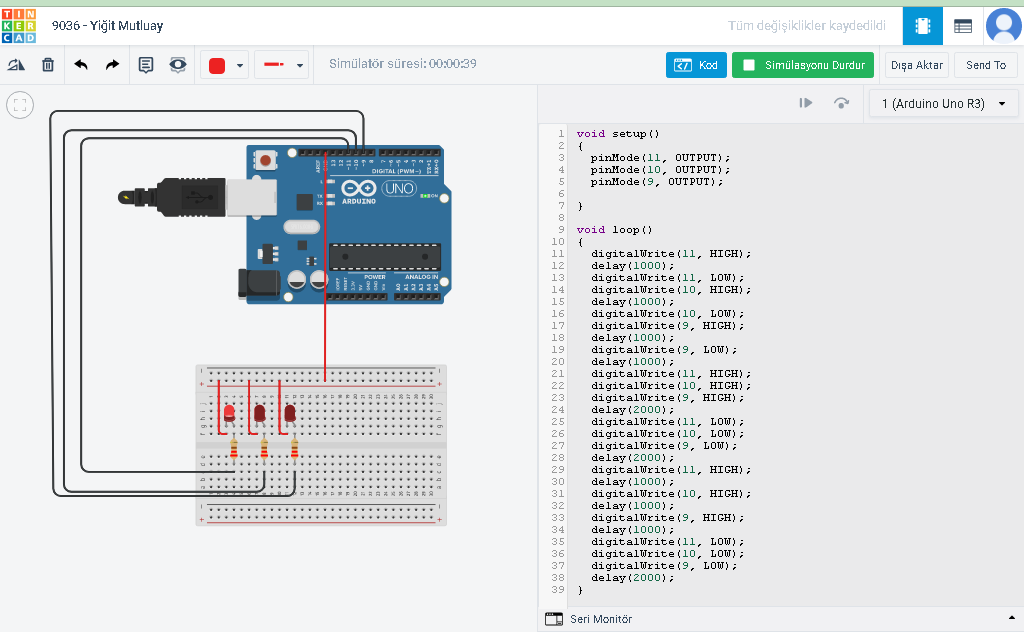 TIN
KER
CAD
9036 - Yiğit Mutluay
Tüm değişiklikler kaydedildi
Simülatör süresi: 00:00:39
Kod
Simülasyonu Durdur
Dışa Aktar
Send To
1 (Arduino Uno R3)
DIGITAL (PWM~)
UNO
ARDUINO
ON
POWER
ANALOG IN
1 void setup()
2 {
3 pinMode(11, OUTPUT);
4 pinMode(10, OUTPUT);
5 pinMode(9, OUTPUT);
6
7 }
8
9 void loop()
10 {
11 digitalWrite(11, HIGH);
12 delay(1000);
13 digitalWrite(11, LOW);
14 digitalWrite(10, HIGH);
15 delay(1000);
16 digitalWrite(10, LOW);
17 digitalWrite(9, HIGH);
18 delay(1000);
19 digitalWrite(9, LOW);
20 delay(1000);
21 digitalWrite(11, HIGH);
22 digitalWrite(10, HIGH);
23 digitalWrite(9, HIGH);
24 delay(2000);
25 digitalWrite(11, LOW);
26 digitalWrite(10, LOW);
27 digitalWrite(9, LOW);
28 delay(2000);
29 digitalWrite(11, HIGH);
30 delay(1000);
31 digitalWrite(10, HIGH);
32 delay(1000);
33 digitalWrite(9, HIGH);
34 delay(1000);
35 digitalWrite(11, LOW);
36 digitalWrite(10, LOW);
37 digitalWrite(9, LOW);
38 delay(2000);
39 }
Seri Monitör